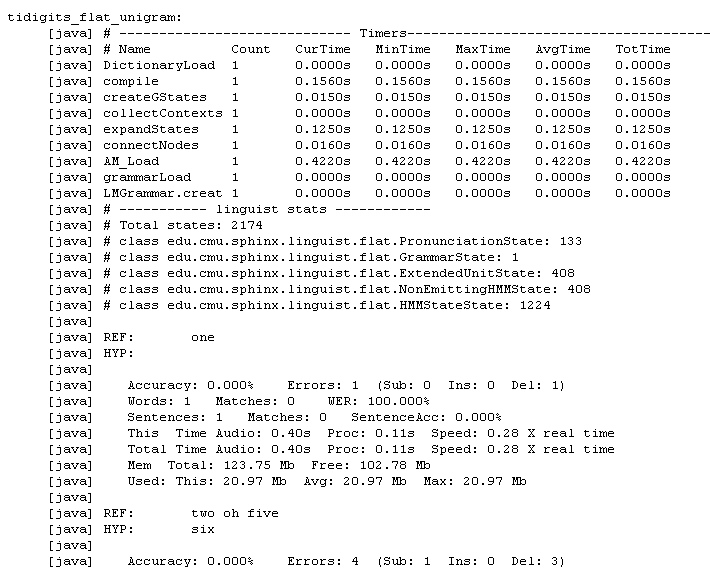 tidigits_flat_unigram:
[java] # ----------------------------- Timers--------------------------------------
[java] # Name Count CurTime MinTime MaxTime AvgTime TotTime
[java] DictionaryLoad 1 0.0000s 0.0000s 0.0000s 0.0000s 0.0000s
[java] compile 1 0.1560s 0.1560s 0.1560s 0.1560s 0.1560s
[java] createGStates 1 0.0150s 0.0150s 0.0150s 0.0150s 0.0150s
[java] collectContexts 1 0.0000s 0.0000s 0.0000s 0.0000s 0.0000s
[java] expandStates 1 0.1250s 0.1250s 0.1250s 0.1250s 0.1250s
[java] connectNodes 1 0.0160s 0.0160s 0.0160s 0.0160s 0.0160s
[java] AM_Load 1 0.4220s 0.4220s 0.4220s 0.4220s 0.4220s
[java] grammarLoad 1 0.0000s 0.0000s 0.0000s 0.0000s 0.0000s
[java] LMGrammar.creat 1 0.0000s 0.0000s 0.0000s 0.0000s 0.0000s
[java] # ----------- linguist stats ------------
[java] # Total states: 2174
[java] # class edu.cmu.sphinx.linguist.flat.PronunciationState: 133
[java] # class edu.cmu.sphinx.linguist.flat.GrammarState: 1
[java] # class edu.cmu.sphinx.linguist.flat.ExtendedUnitState: 408
[java] # class edu.cmu.sphinx.linguist.flat.NonEmittingHMMState: 408
[java] # class edu.cmu.sphinx.linguist.flat.HMMStateState: 1224
[java]
[java] REF: one
[java] HYP:
[java]
[java] Accuracy: 0.000% Errors: 1 (Sub: 0 Ins: 0 Del: 1)
[java] Words: 1 Matches: 0 WER: 100.000%
[java] Sentences: 1 Matches: 0 SentenceAcc: 0.000%
[java] This Time Audio: 0.40s Proc: 0.11s Speed: 0.28 X real time
[java] Total Time Audio: 0.40s Proc: 0.11s Speed: 0.28 X real time
[java] Mem Total: 123.75 Mb Free: 102.78 Mb
[java] Used: This: 20.97 Mb Avg: 20.97 Mb Max: 20.97 Mb
[java]
[java] REF: two oh five
[java] HYP: six
[java]
[java] Accuracy: 0.000% Errors: 4 (Sub: 1 Ins: 0 Del: 3)